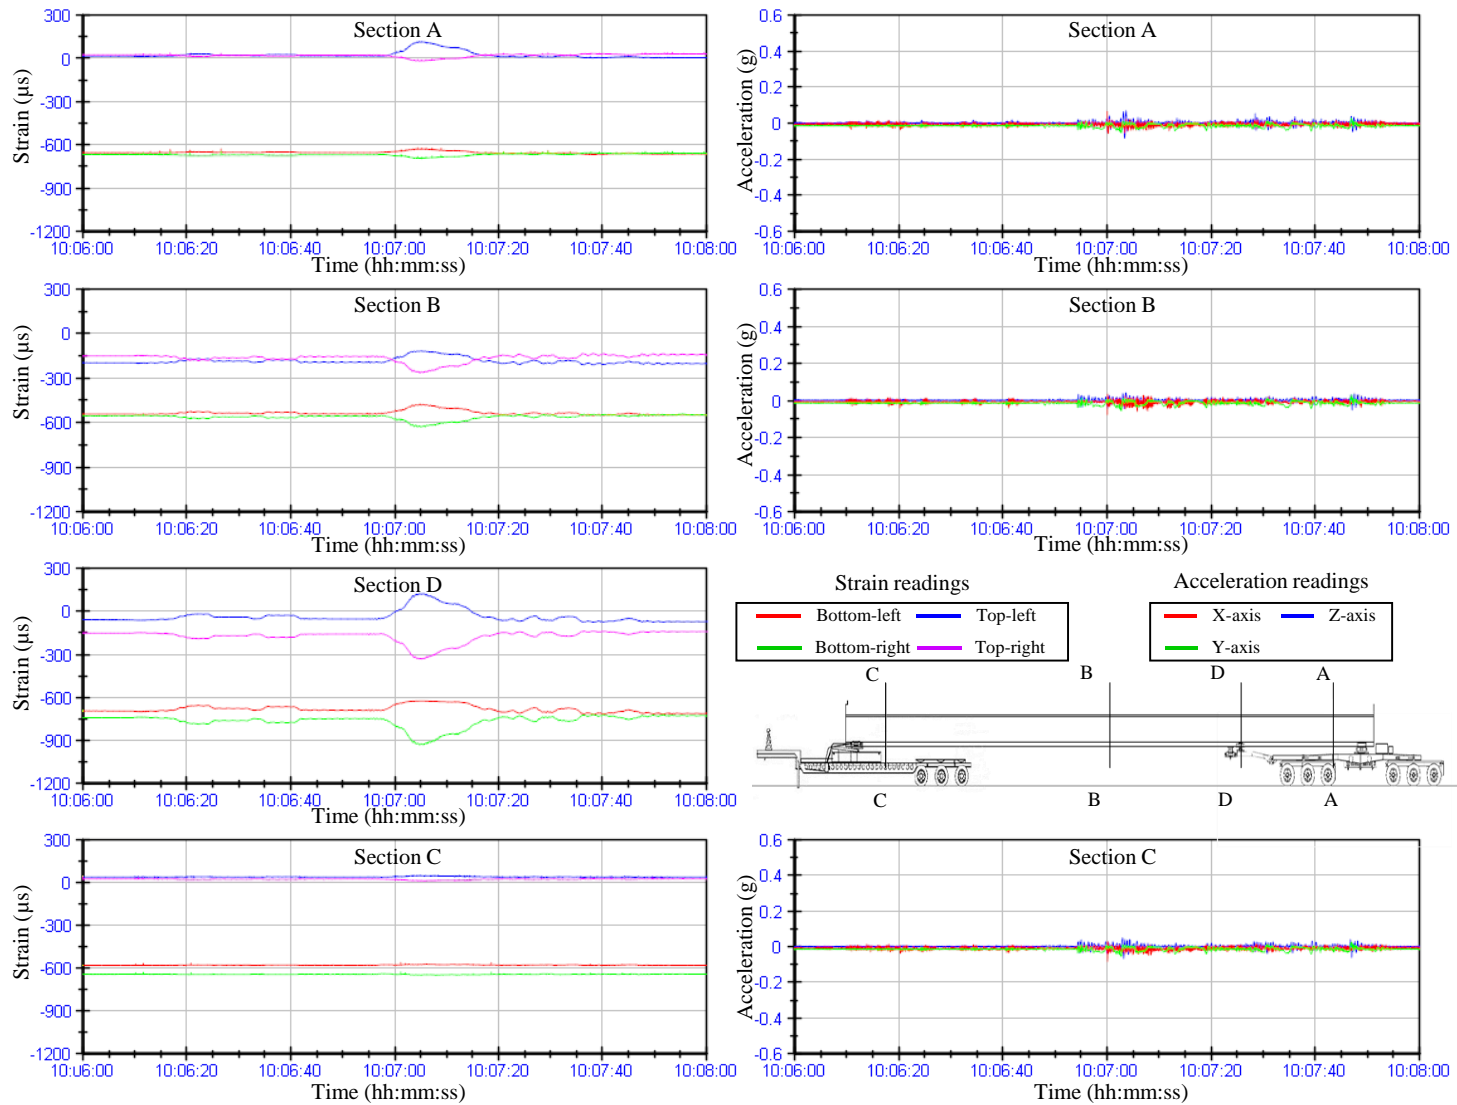 Section A
300
0
-300
-600
-900
-1200
Strain (µs)
10:06:00 10:06:20 10:06:40 10:07:00 10:07:20 10:07:40 10:08:00
Time (hh:mm:ss)
Section A
0.6
0.4
0.2
0
-0.2
-0.4
-0.6
Acceleration (g)
10:06:00 10:06:20 10:06:40 10:07:00 10:07:20 10:07:40 10:08:00
Time (hh:mm:ss)
Section B
300
0
-300
-600
-900
-1200
Strain (µs)
10:06:00 10:06:20 10:06:40 10:07:00 10:07:20 10:07:40 10:08:00
Time (hh:mm:ss)
Section B
0.6
0.4
0.2
0
-0.2
-0.4
-0.6
Acceleration (g)
10:06:00 10:06:20 10:06:40 10:07:00 10:07:20 10:07:40 10:08:00
Time (hh:mm:ss)
Section D
300
0
-300
-600
-900
-1200
Strain (µs)
10:06:00 10:06:20 10:06:40 10:07:00 10:07:20 10:07:40 10:08:00
Time (hh:mm:ss)
Strain readings
Bottom-left Top-left
Bottom-right Top-right
Acceleration readings
X-axis Z-axis
Y-axis
C B D A
C B D A
Section C
300
0
-300
-600
-900
-1200
Strain (µs)
10:06:00 10:06:20 10:06:40 10:07:00 10:07:20 10:07:40 10:08:00
Time (hh:mm:ss)
Section C
0.6
0.4
0.2
0
-0.2
-0.4
-0.6
Acceleration (g)
10:06:00 10:06:20 10:06:40 10:07:00 10:07:20 10:07:40 10:08:00
Time (hh:mm:ss)